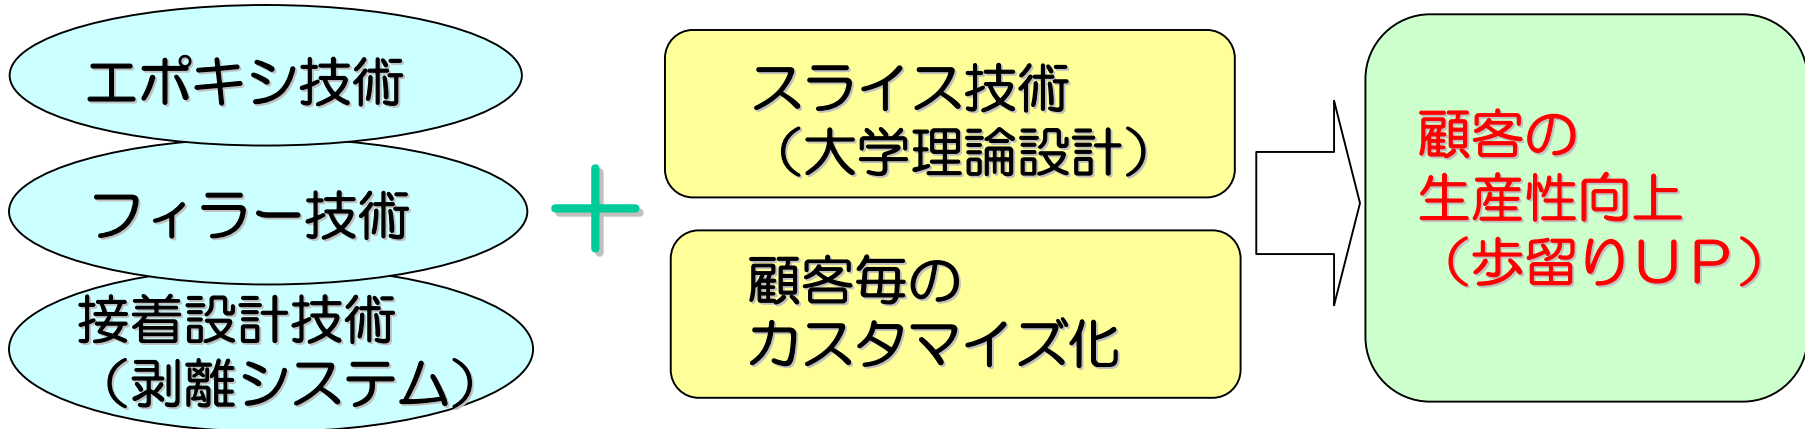 エポキシ技術
フィラー技術
接着設計技術
（剥離システム）
＋
スライス技術
（大学理論設計）
顧客毎の
カスタマイズ化
顧客の
生産性向上
（歩留りＵＰ）